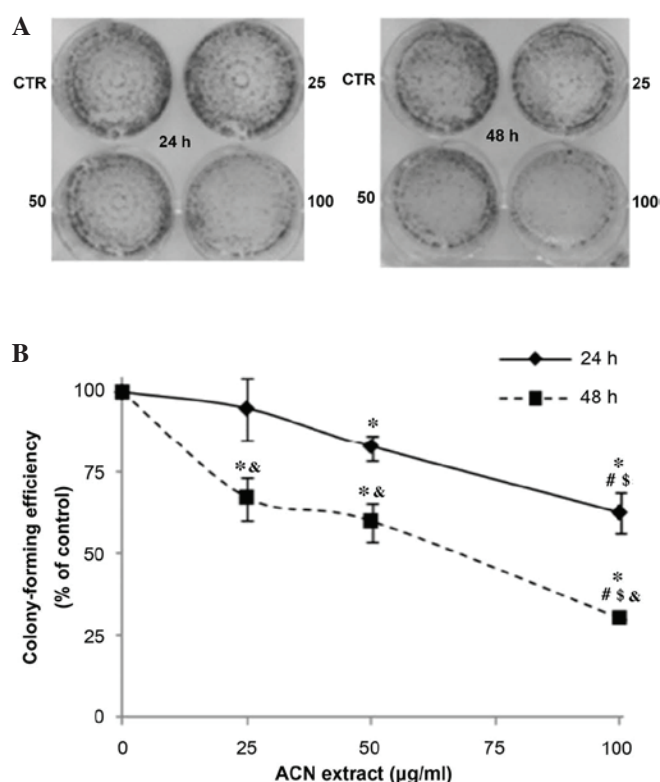 A
CTR
25
24 h
50
100
CTR
25
48 h
50
100
B
24 h
48 h
Colony-forming efficiency
(% of control)
100
75
50
25
0
*
*
# $
* &
* &
*
# $ &
0
25
50
75
100
ACN extract (µg/ml)